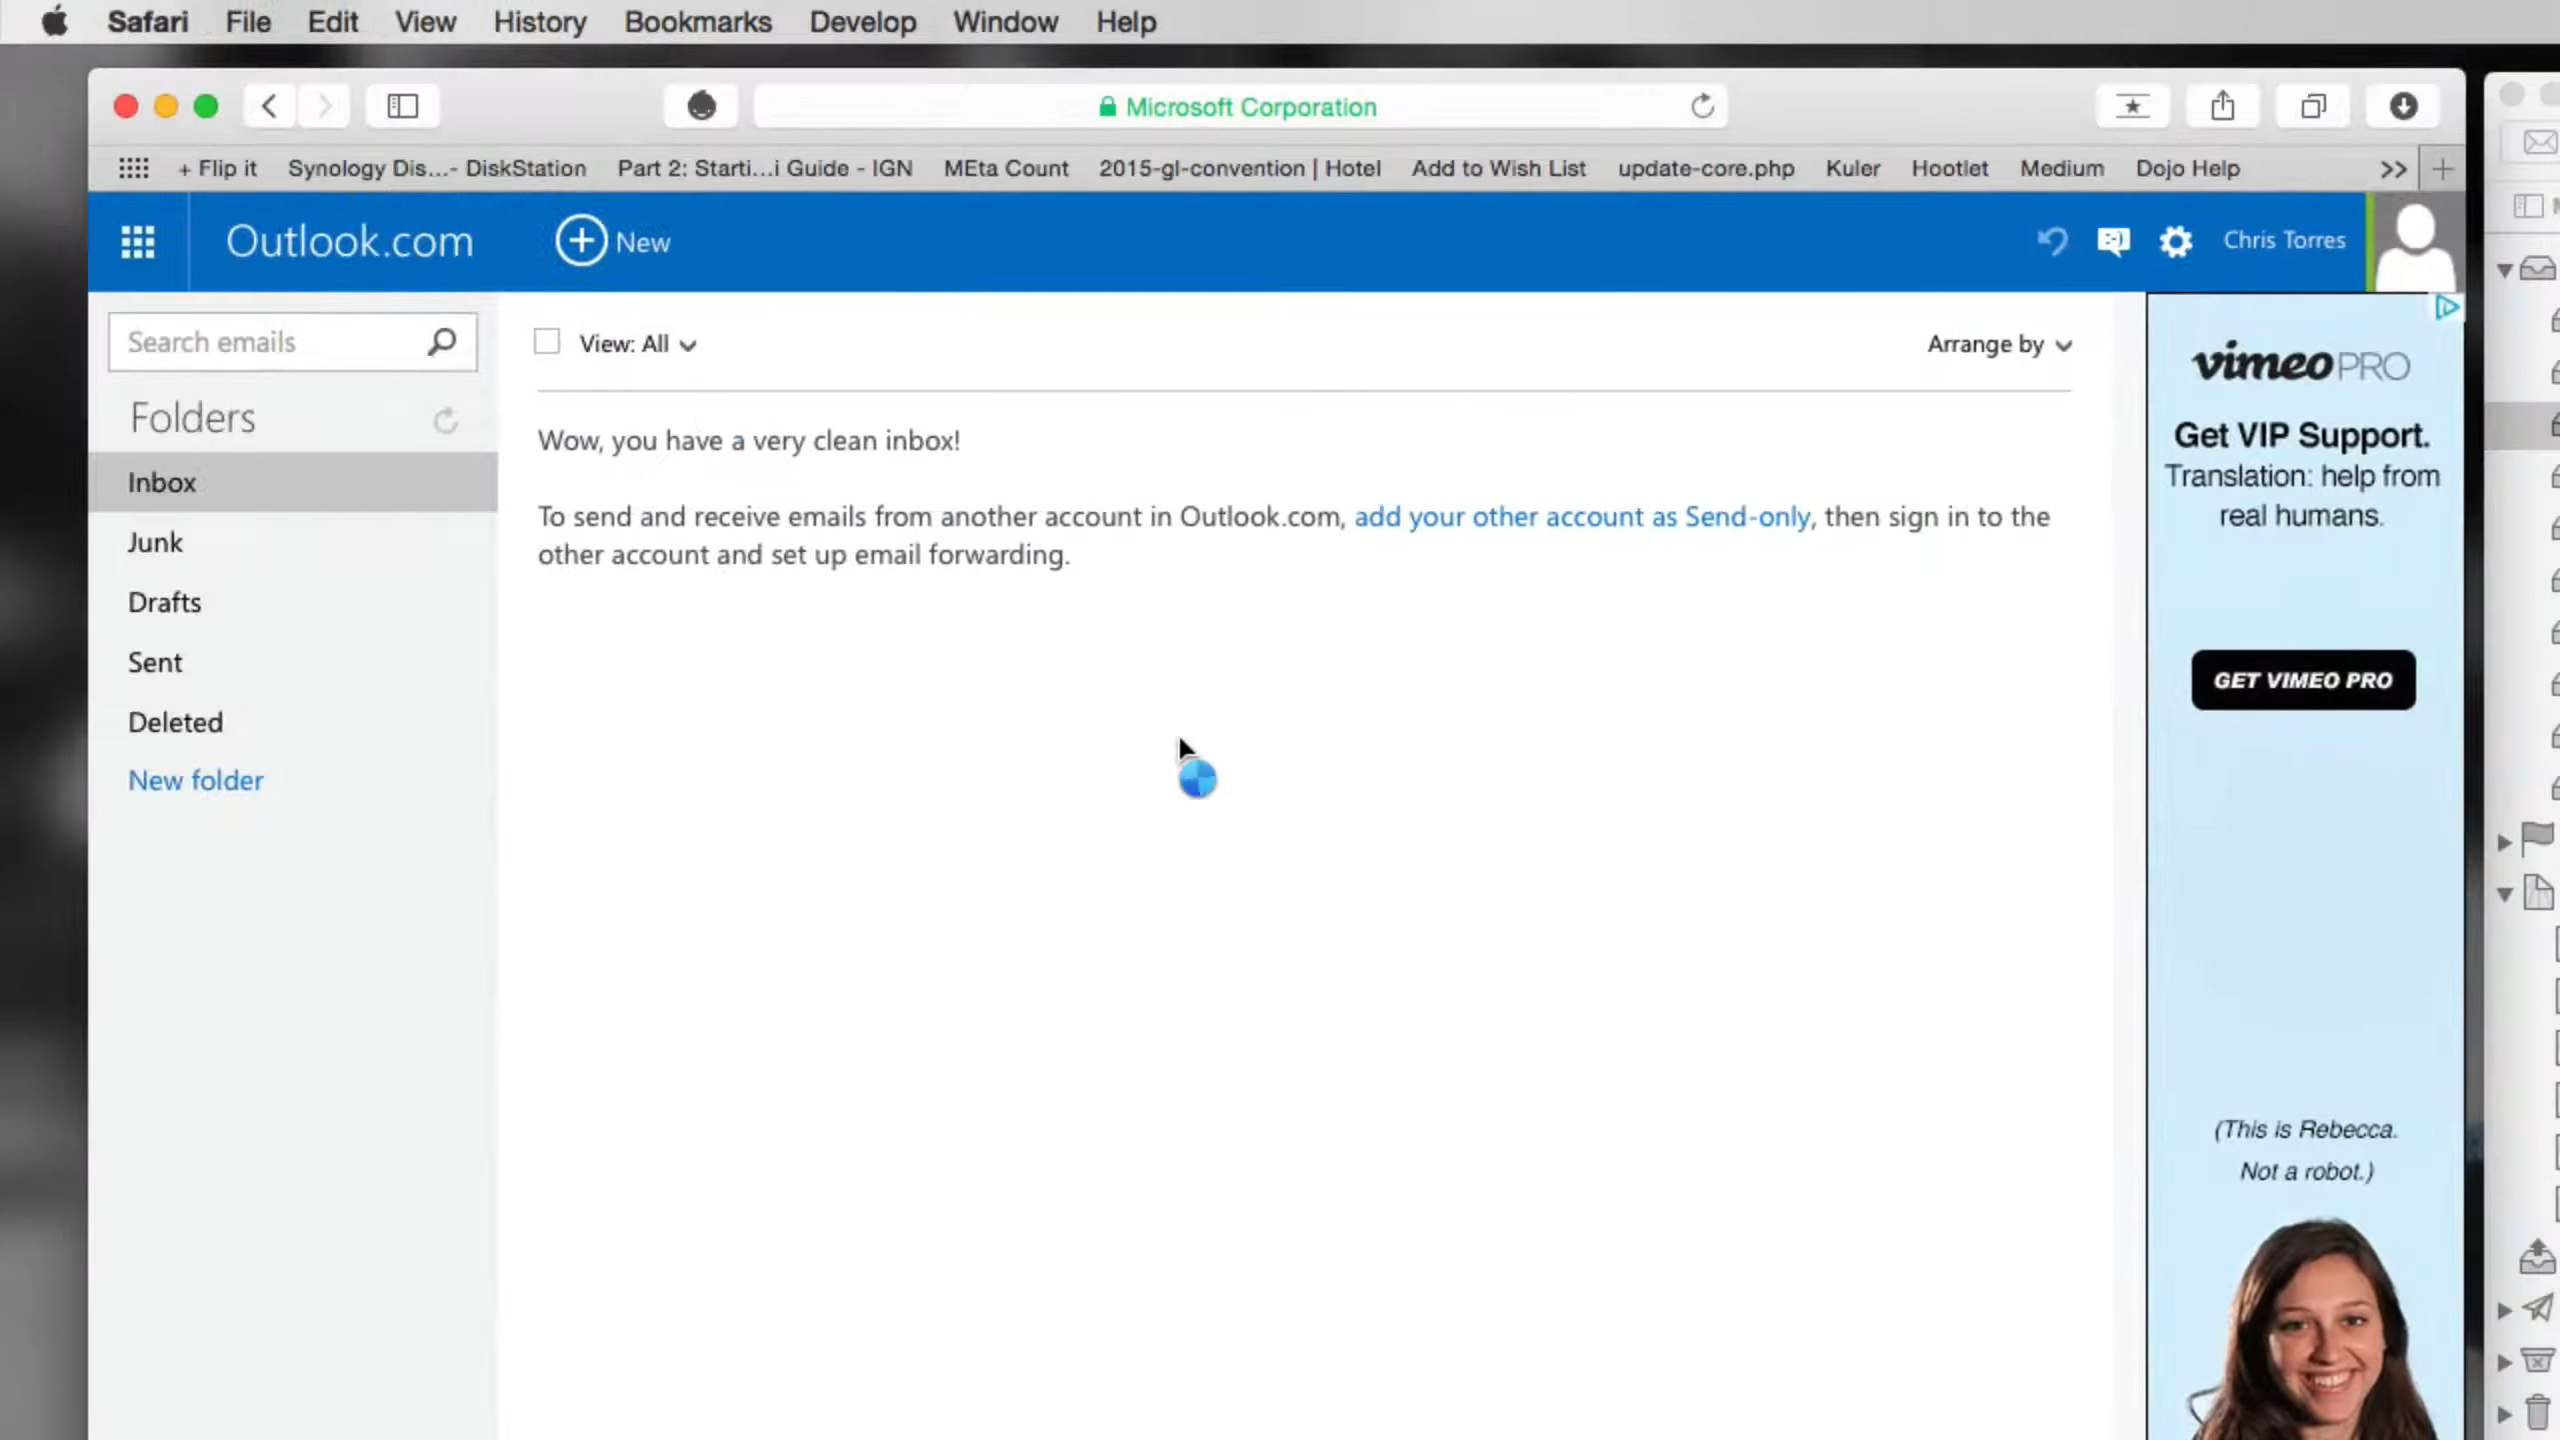 Safari File Edit View History Bookmarks Develop Window Help
Microsoft Corporation
+ Flip it Synology Dis...- DiskStation Part 2: Starti...i Guide - IGN MEta Count 2015-gl-convention | Hotel Add to Wish List update-core.php Kuler Hootlet Medium Dojo Help >> +
Outlook.com New Chris Torres
Search emails
View: All Arrange by
Folders
Inbox
Junk
Drafts
Sent
Deleted
New folder
Wow, you have a very clean inbox!
To send and receive emails from another account in Outlook.com, add your other account as Send-only, then sign in to the
other account and set up email forwarding.
vimeo PRO
Get VIP Support.
Translation: help from
real humans.
GET VIMEO PRO
(This is Rebecca.
Not a robot.)